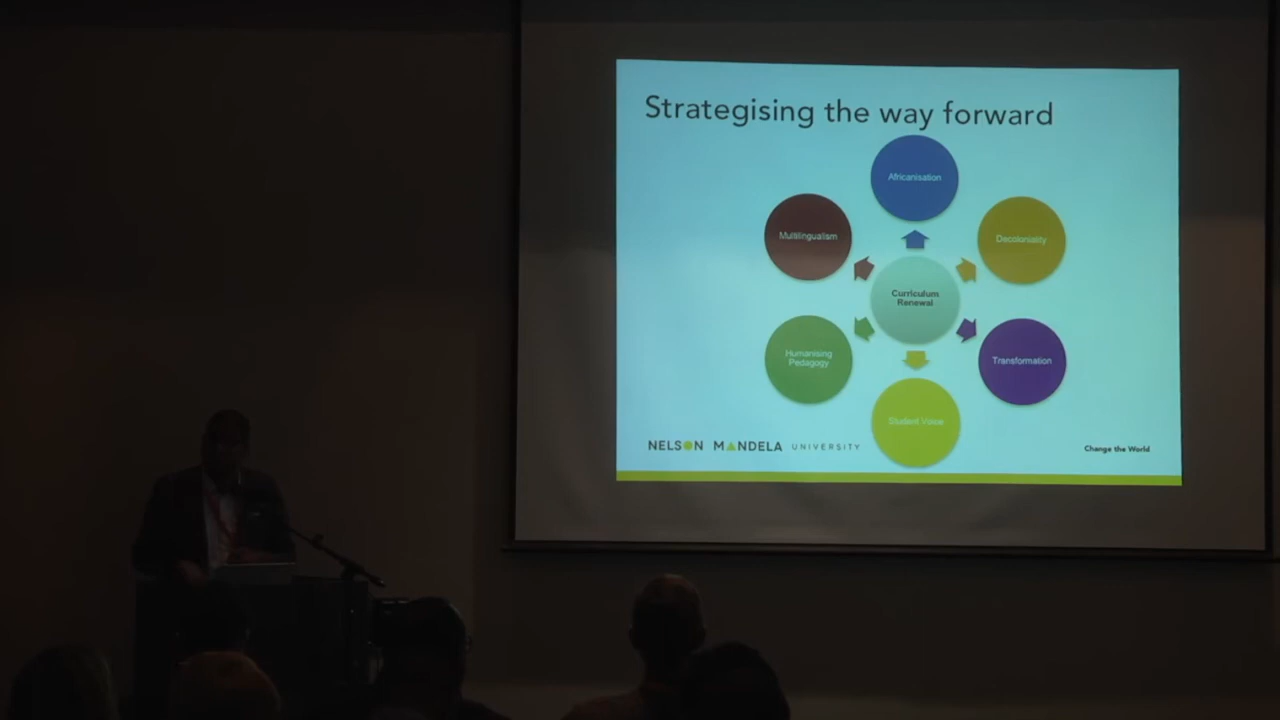 Strategising the way forward
Africanisation
Multilingualism
Decoloniality
Curriculum
Renewal
Humanising
Pedagogy
Transformation
Student Voice
NELSON MANDELA UNIVERSITY
Change the World